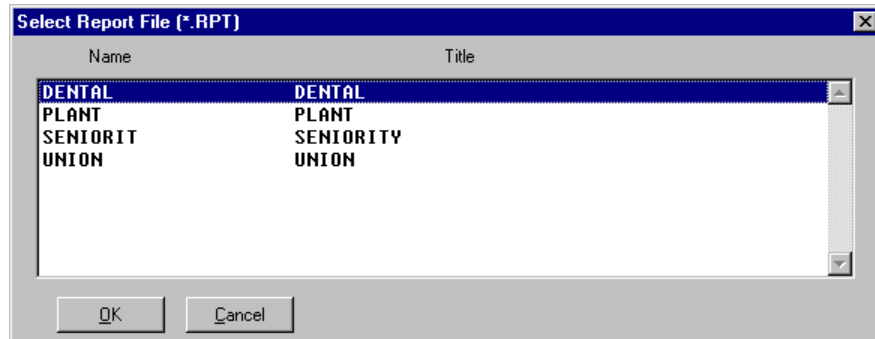 Select Report File (*.RPT)
Name Title
DENTAL DENTAL
PLANT PLANT
SENIORIT SENIORITY
UNION UNION
OK Cancel